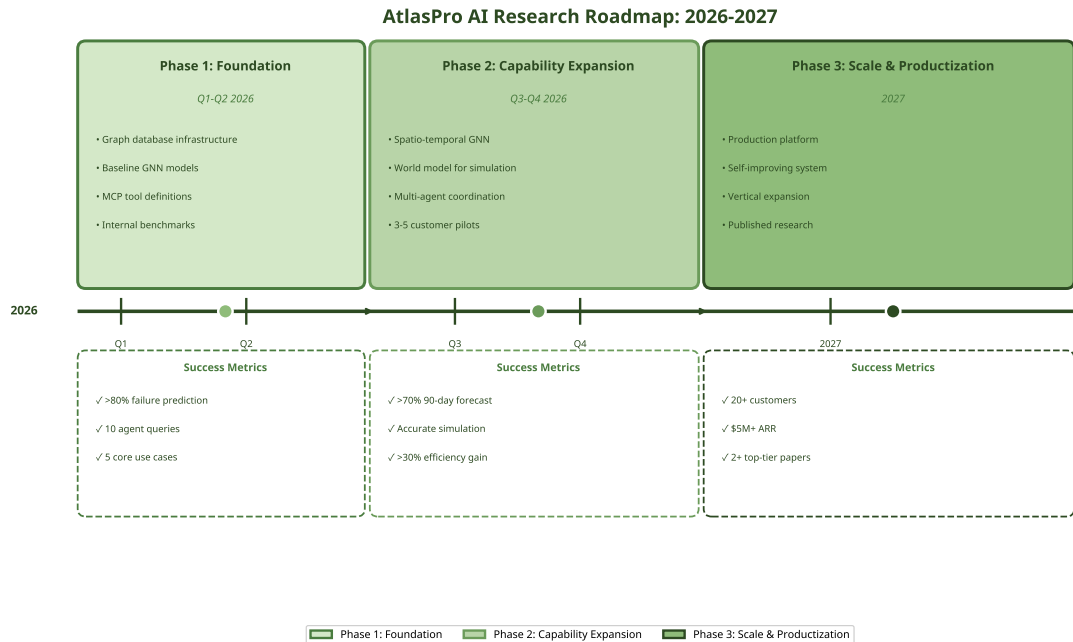 AtlasPro AI Research Roadmap: 2026-2027
Phase 1: Foundation
Q1-Q2 2026
• Graph database infrastructure
• Baseline GNN models
• MCP tool definitions
• Internal benchmarks
Phase 2: Capability Expansion
Q3-Q4 2026
• Spatio-temporal GNN
• World model for simulation
• Multi-agent coordination
• 3-5 customer pilots
Phase 3: Scale & Productization
2027
• Production platform
• Self-improving system
• Vertical expansion
• Published research
2026
Q1
Q2
Q3
Q4
2027
Success Metrics
✓ >80% failure prediction
✓ 10 agent queries
✓ 5 core use cases
Success Metrics
✓ >70% 90-day forecast
✓ Accurate simulation
✓ >30% efficiency gain
Success Metrics
✓ 20+ customers
✓ $5M+ ARR
✓ 2+ top-tier papers
Phase 1: Foundation
Phase 2: Capability Expansion
Phase 3: Scale & Productization